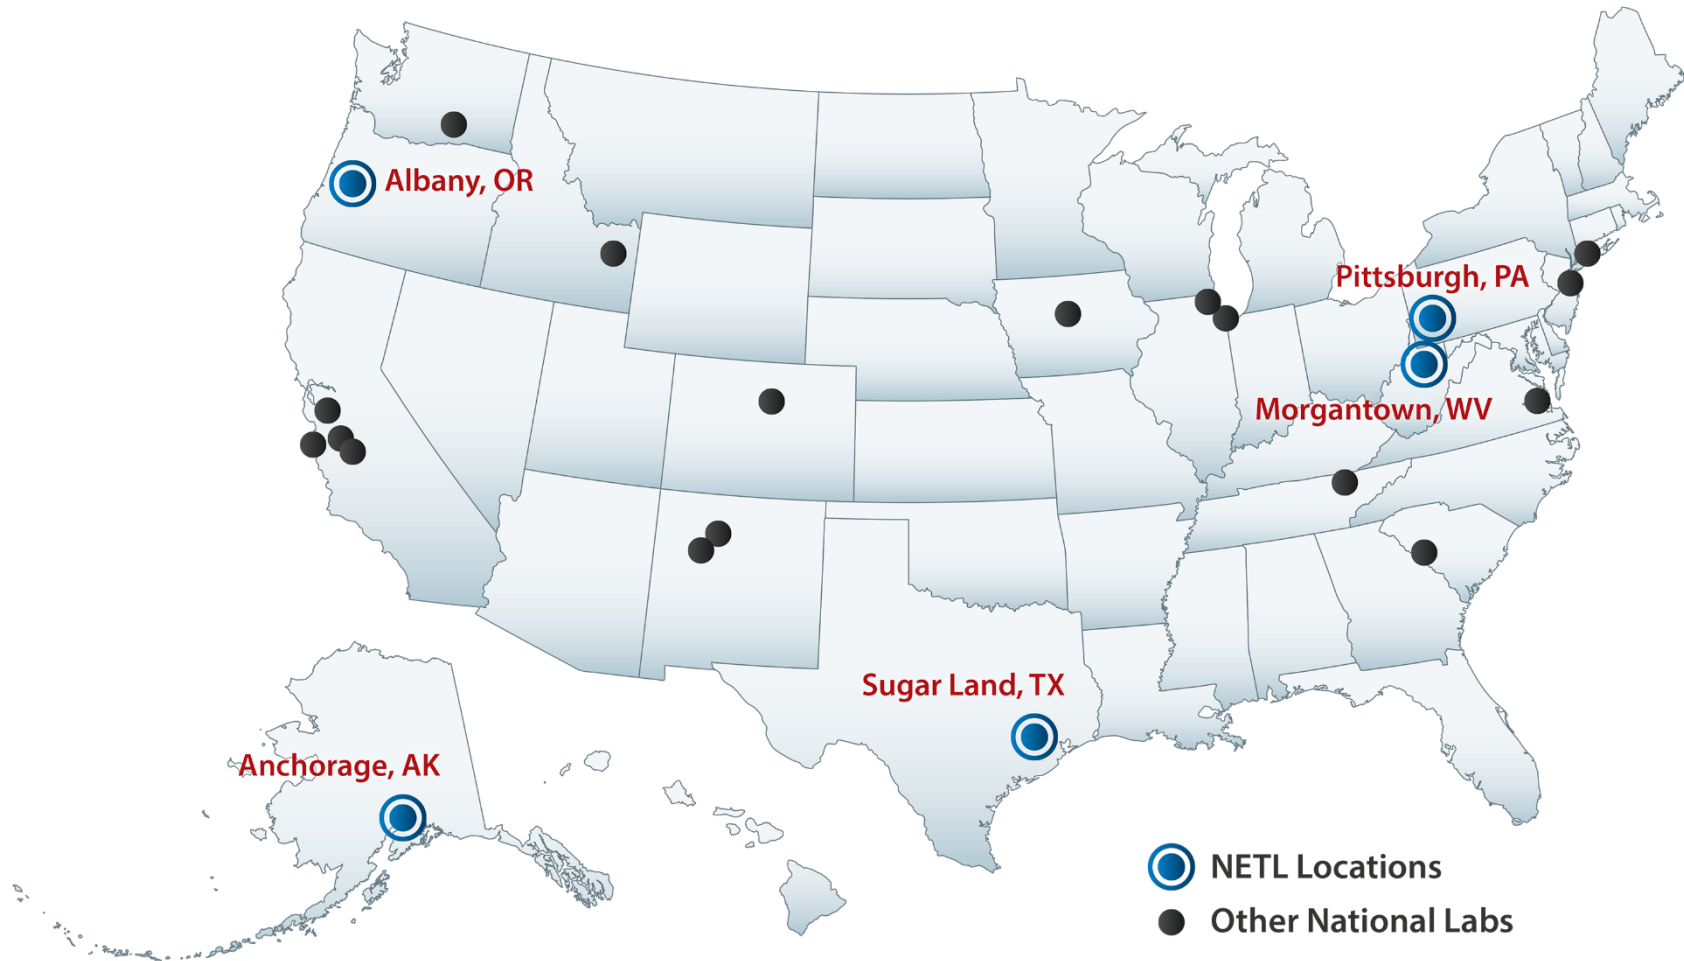 Albany, OR
Pittsburgh, PA
Morgantown, WV
Sugar Land, TX
Anchorage, AK
NETL Locations
Other National Labs